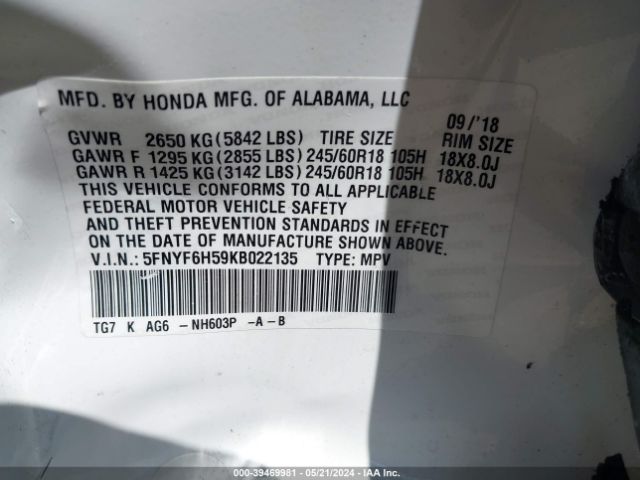 MFD. BY HONDA MFG. OF ALABAMA, LLC
09/'18
GVWR 2650 KG (5842 LBS) TIRE SIZE RIM SIZE
GAWR F 1295 KG (2855 LBS) 245/60R18 105H 18X8.0J
GAWR R 1425 KG (3142 LBS) 245/60R18 105H 18X8.0J
THIS VEHICLE CONFORMS TO ALL APPLICABLE
FEDERAL MOTOR VEHICLE SAFETY
AND THEFT PREVENTION STANDARDS IN EFFECT
ON THE DATE OF MANUFACTURE SHOWN ABOVE.
V.I.N.: 5FNYF6H59KB022135 TYPE: MPV
TG7 K AG6 -NH603P -A-B
000-39469981 - 05/21/2024 - IAA Inc.